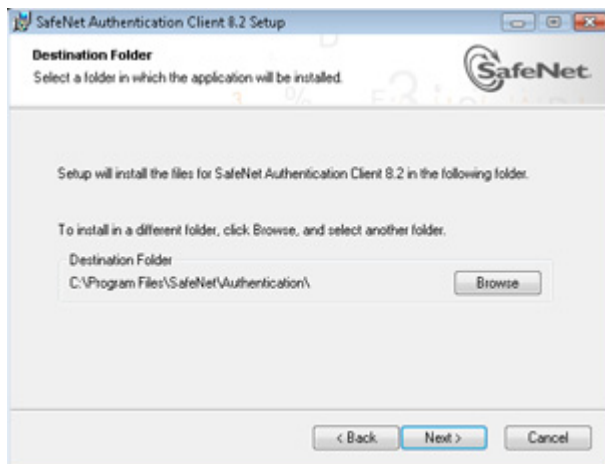 SafeNet Authentication Client 8.2 Setup
Destination Folder
Select a folder in which the application will be installed.
SafeNet.
Setup will install the files for SafeNet Authentication Client 8.2 in the following folder.
To install in a different folder, click Browse, and select another folder.
Destination Folder
C:\Program Files\SafeNet\Authentication\
Browse
< Back
Next >
Cancel